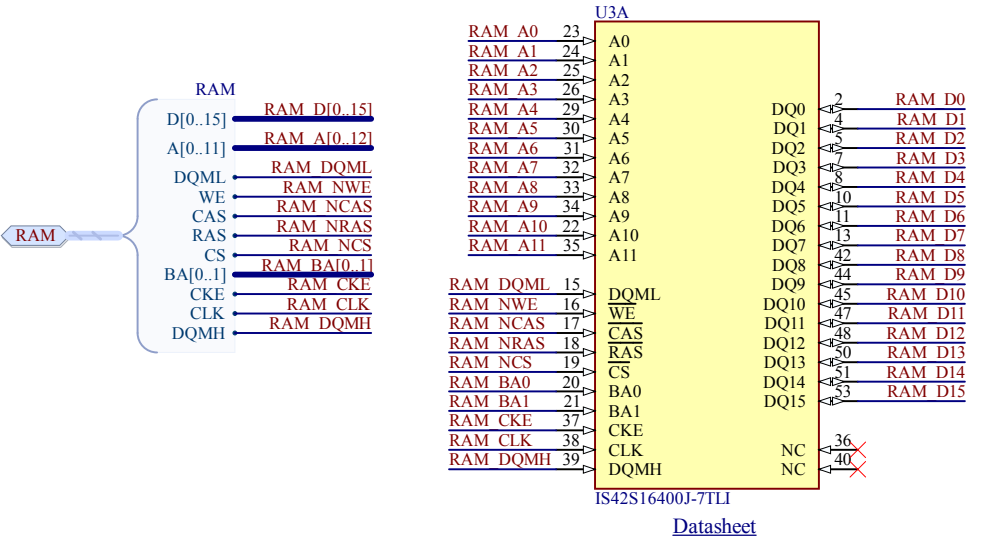 RAM
RAM
D[0..15] RAM_D[0..15]
A[0..11] RAM_A[0..12]
DQML RAM_DQML
WE RAM_NWE
CAS RAM_NCAS
RAS RAM_NRAS
CS RAM_NCS
BA[0..1] RAM_BA[0..1]
CKE RAM_CKE
CLK RAM_CLK
DQMH RAM_DQMH
U3A
RAM_A0 23 A0
RAM_A1 24 A1
RAM_A2 25 A2
RAM_A3 26 A3
RAM_A4 29 A4
RAM_A5 30 A5
RAM_A6 31 A6
RAM_A7 32 A7
RAM_A8 33 A8
RAM_A9 34 A9
RAM_A10 22 A10
RAM_A11 35 A11
RAM_DQML 15 DQML
RAM_NWE 16 WE
RAM_NCAS 17 CAS
RAM_NRAS 18 RAS
RAM_NCS 19 CS
RAM_BA0 20 BA0
RAM_BA1 21 BA1
RAM_CKE 37 CKE
RAM_CLK 38 CLK
RAM_DQMH 39 DQMH
DQ0 2 RAM_D0
DQ1 4 RAM_D1
DQ2 5 RAM_D2
DQ3 7 RAM_D3
DQ4 8 RAM_D4
DQ5 10 RAM_D5
DQ6 11 RAM_D6
DQ7 13 RAM_D7
DQ8 42 RAM_D8
DQ9 44 RAM_D9
DQ10 45 RAM_D10
DQ11 47 RAM_D11
DQ12 48 RAM_D12
DQ13 50 RAM_D13
DQ14 51 RAM_D14
DQ15 53 RAM_D15
NC 36
NC 40
IS42S16400J-7TLI
Datasheet